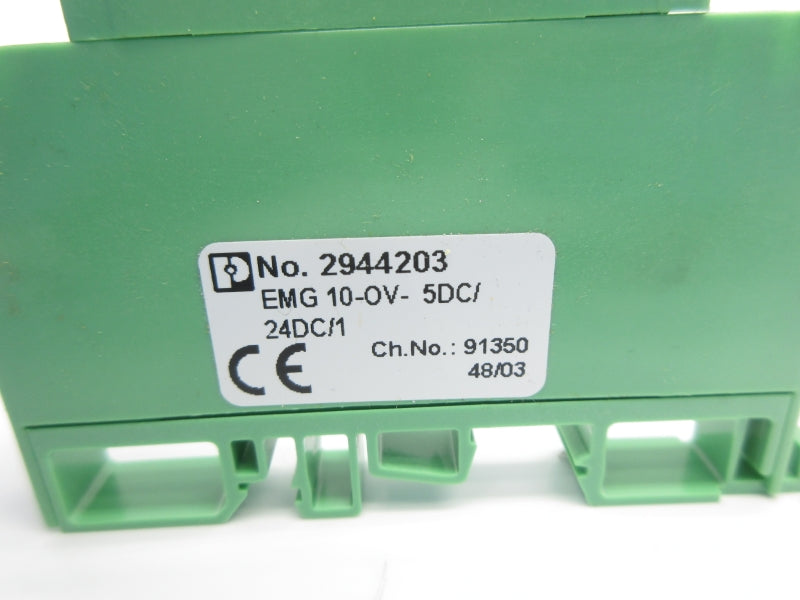 No. 2944203
EMG 10-OV- 5DC/
24DC/1
Ch.No.: 91350
48/03
CE